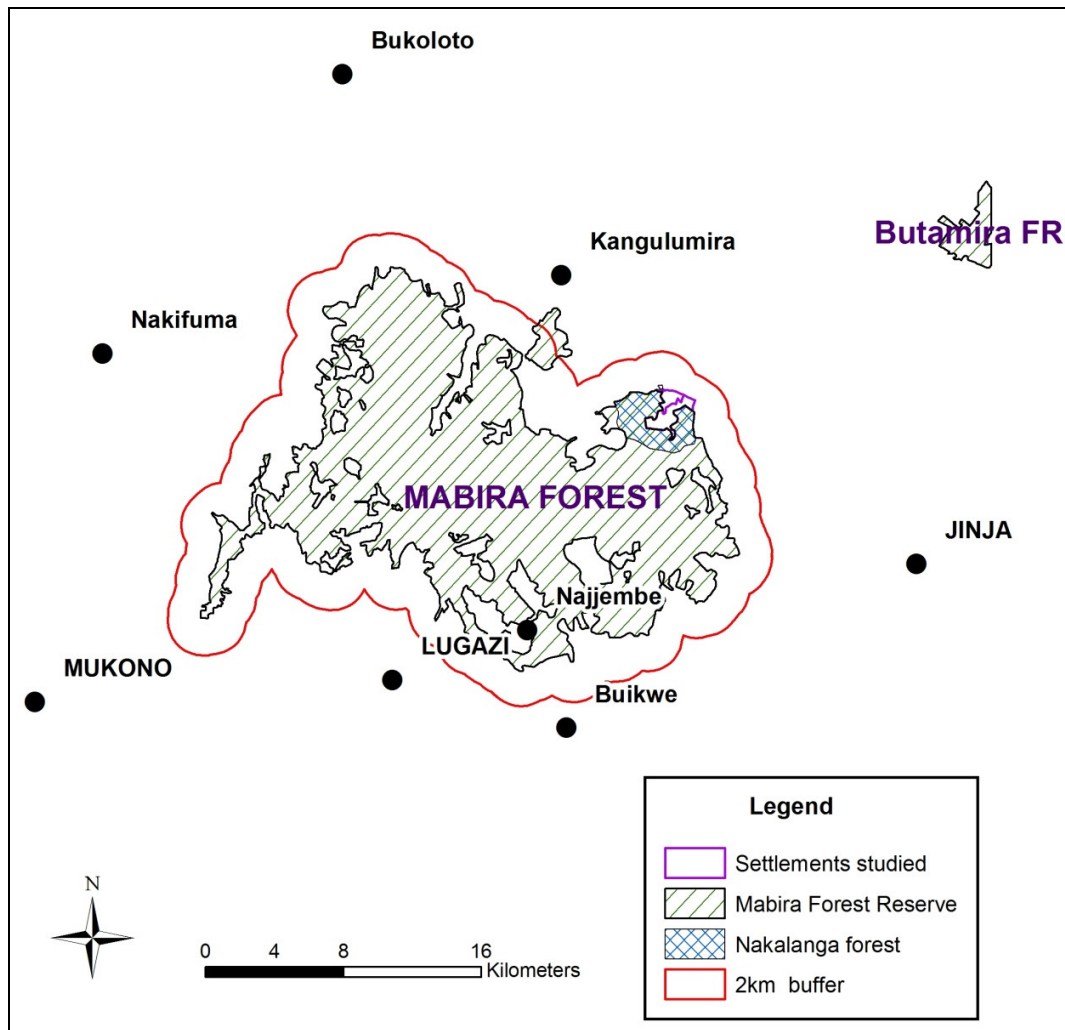 Bukoloto
Butamira FR
Kangulumira
Nakifuma
MABIRA FOREST
JINJA
Najjembe
LUGAZI
MUKONO
Buikwe
Legend
Settlements studied
Mabira Forest Reserve
Nakalanga forest
2km buffer
N
0 4 8 16
Kilometers